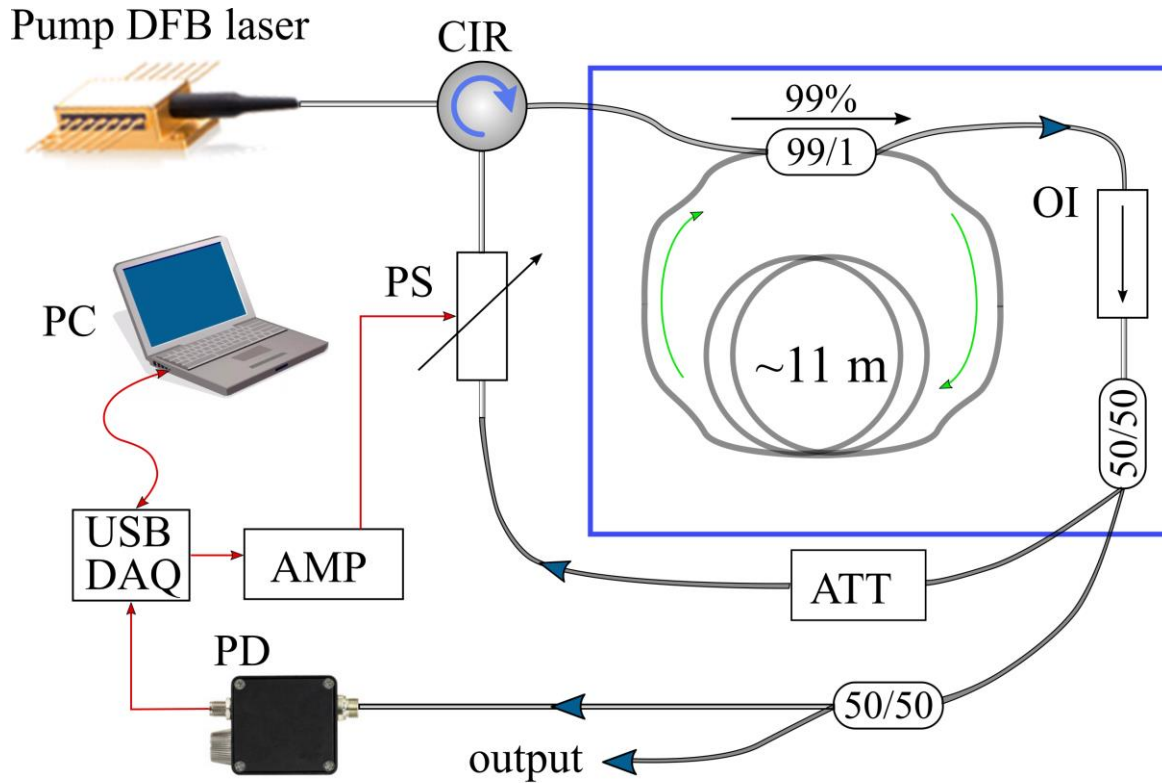 Pump DFB laser
CIR
99%
99/1
OI
PS
PC
~11 m
50/50
USB
DAQ
AMP
ATT
PD
50/50
output